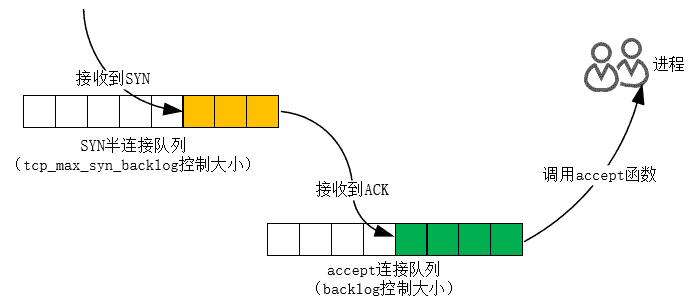 接收到SYN
进程
SYN半连接队列
（tcp_max_syn_backlog控制大小）
接收到ACK
调用accept函数
accept连接队列
（backlog控制大小）